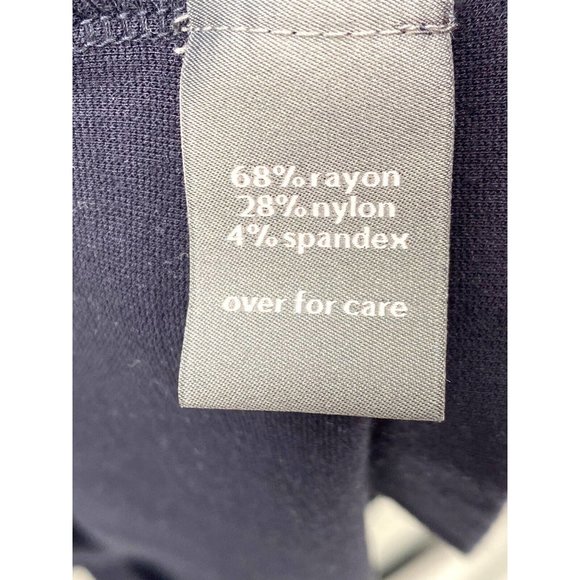 68% rayon
28% nylon
4% spandex
over for care